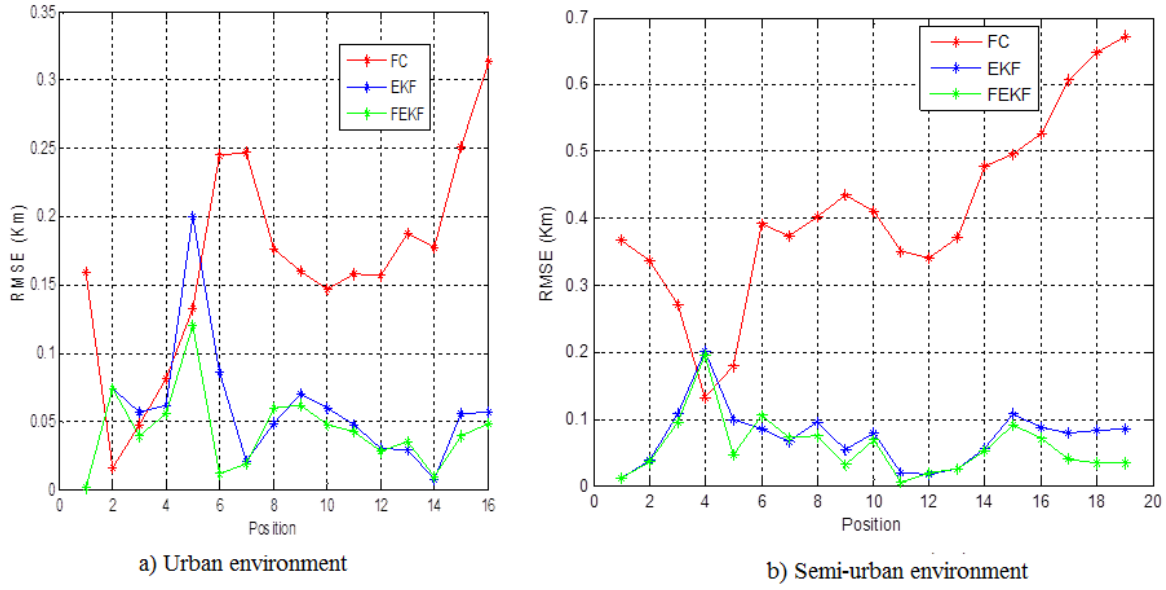 0.35
0.3
0.25
0.2
0.15
0.1
0.05
0
RMSE (Km)
FC
EKF
FEKF
0 2 4 6 8 10 12 14 16
Position
a) Urban environment
0.7
0.6
0.5
0.4
0.3
0.2
0.1
0
RMSE (Km)
FC
EKF
FEKF
0 2 4 6 8 10 12 14 16 18 20
Position
b) Semi-urban environment